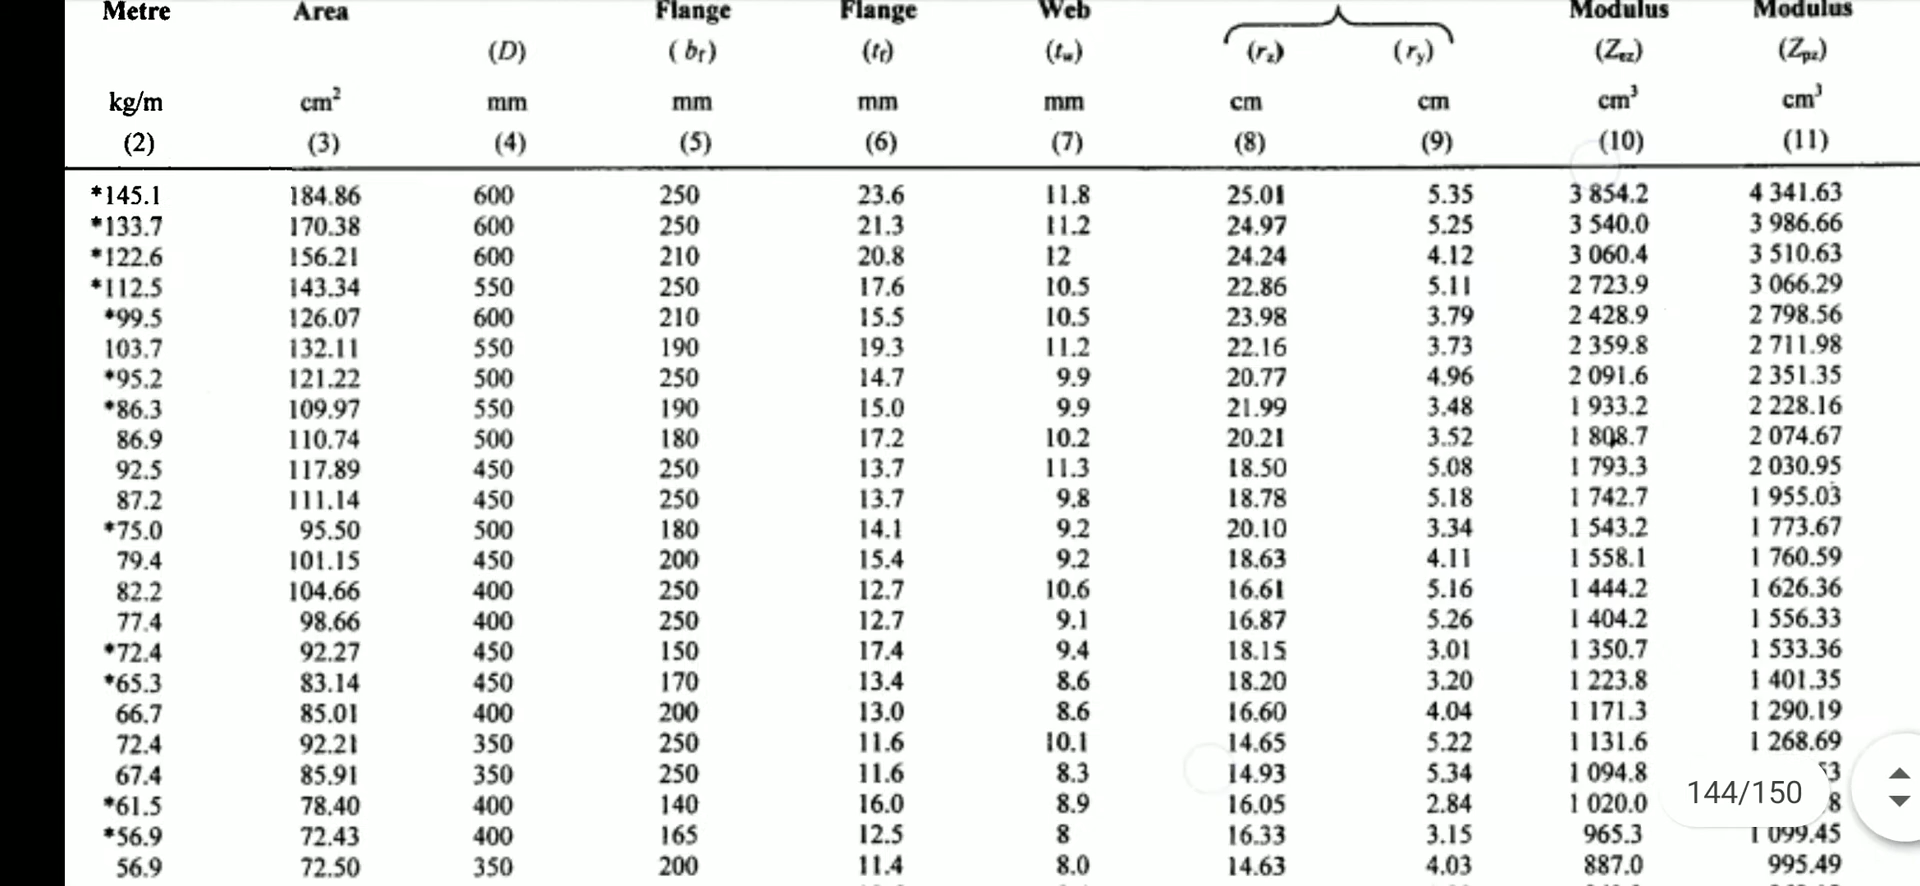 Metre Area Flange Flange Web Modulus Modulus
(D) (bf) (tf) (tw) (rz) (ry) (Zez) (Zpz)
kg/m cm² mm mm mm mm cm cm cm³ cm³
(2) (3) (4) (5) (6) (7) (8) (9) (10) (11)
*145.1 184.86 600 250 23.6 11.8 25.01 5.35 3 854.2 4 341.63
*133.7 170.38 600 250 21.3 11.2 24.97 5.25 3 540.0 3 986.66
*122.6 156.21 600 210 20.8 12 24.24 4.12 3 060.4 3 510.63
*112.5 143.34 550 250 17.6 10.5 22.86 5.11 2 723.9 3 066.29
*99.5 126.07 600 210 15.5 10.5 23.98 3.79 2 428.9 2 798.56
103.7 132.11 550 190 19.3 11.2 22.16 3.73 2 359.8 2 711.98
*95.2 121.22 500 250 14.7 9.9 20.77 4.96 2 091.6 2 351.35
*86.3 109.97 550 190 15.0 9.9 21.99 3.48 1 933.2 2 228.16
86.9 110.74 500 180 17.2 10.2 20.21 3.52 1 808.7 2 074.67
92.5 117.89 450 250 13.7 11.3 18.50 5.08 1 793.3 2 030.95
87.2 111.14 450 250 13.7 9.8 18.78 5.18 1 742.7 1 955.03
*75.0 95.50 500 180 14.1 9.2 20.10 3.34 1 543.2 1 773.67
79.4 101.15 450 200 15.4 9.2 18.63 4.11 1 558.1 1 760.59
82.2 104.66 400 250 12.7 10.6 16.61 5.16 1 444.2 1 626.36
77.4 98.66 400 250 12.7 9.1 16.87 5.26 1 404.2 1 556.33
*72.4 92.27 450 150 17.4 9.4 18.15 3.01 1 350.7 1 533.36
*65.3 83.14 450 170 13.4 8.6 18.20 3.20 1 223.8 1 401.35
66.7 85.01 400 200 13.0 8.6 16.60 4.04 1 171.3 1 290.19
72.4 92.21 350 250 11.6 10.1 14.65 5.22 1 131.6 1 268.69
67.4 85.91 350 250 11.6 8.3 14.93 5.34 1 094.8
144/150
*61.5 78.40 400 140 16.0 8.9 16.05 2.84 1 020.0
*56.9 72.43 400 165 12.5 8 16.33 3.15 965.3 1 099.45
56.9 72.50 350 200 11.4 8.0 14.63 4.03 887.0 995.49